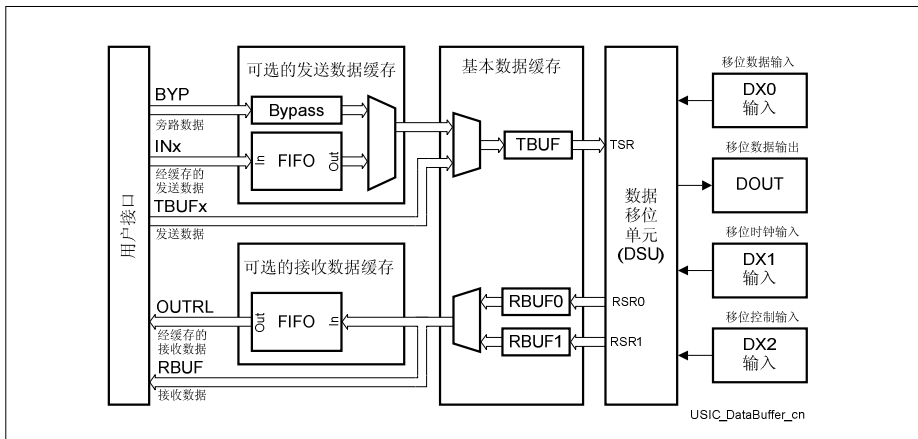 可选的发送数据缓存
基本数据缓存
移位数据输入
DX0
输入
BYP
旁路数据
Bypass
INx
经缓存的
发送数据
In
FIFO
Out
TBUF
TSR
移位数据输出
DOUT
TBUFx
发送数据
用户接口
数据
移位
单元
(DSU)
移位时钟输入
DX1
输入
可选的接收数据缓存
OUTRL
经缓存的
接收数据
Out
FIFO
In
RBUF0
RSR0
RBUF1
RSR1
移位控制输入
DX2
输入
RBUF
接收数据
USIC_DataBuffer_cn